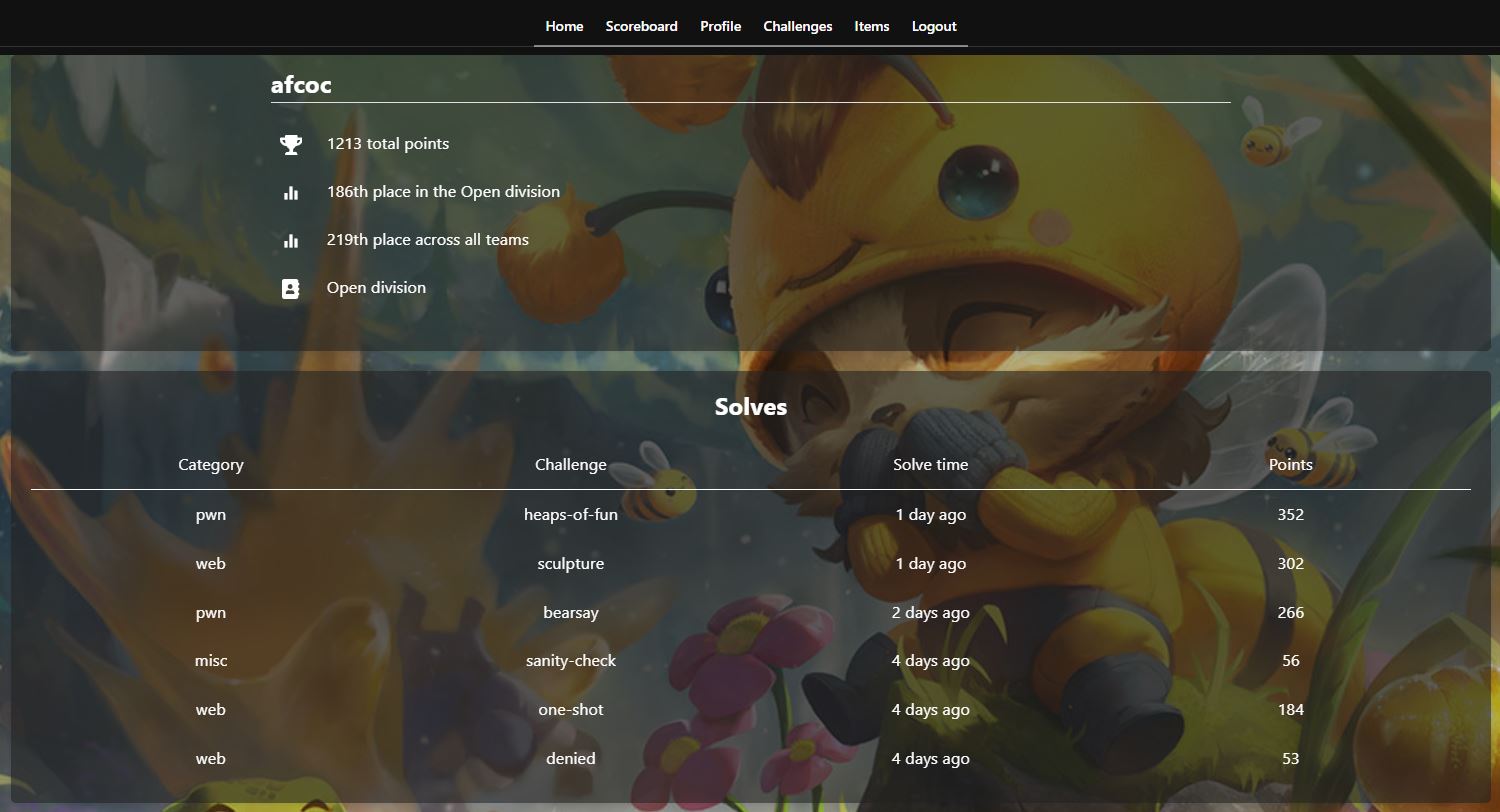 Home Scoreboard Profile Challenges Items Logout
afcoc
1213 total points
186th place in the Open division
219th place across all teams
Open division
Solves
Category Challenge Solve time Points
pwn heaps-of-fun 1 day ago 352
web sculpture 1 day ago 302
pwn bearsay 2 days ago 266
misc sanity-check 4 days ago 56
web one-shot 4 days ago 184
web denied 4 days ago 53